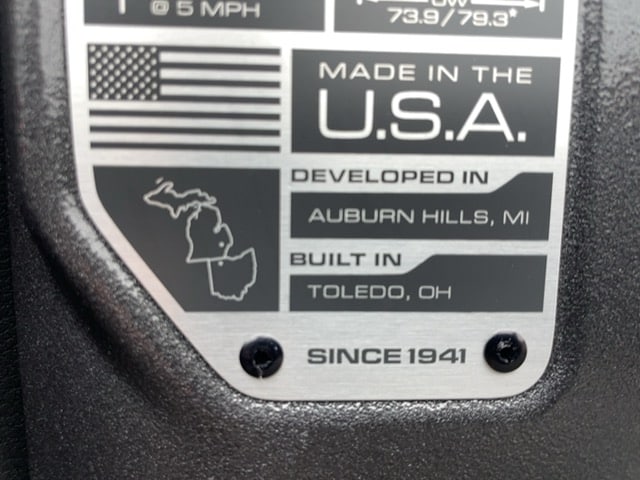 @ 5 MPH
OW
73.9/79.3*
MADE IN THE
U.S.A.
DEVELOPED IN
AUBURN HILLS, MI
BUILT IN
TOLEDO, OH
SINCE 1941